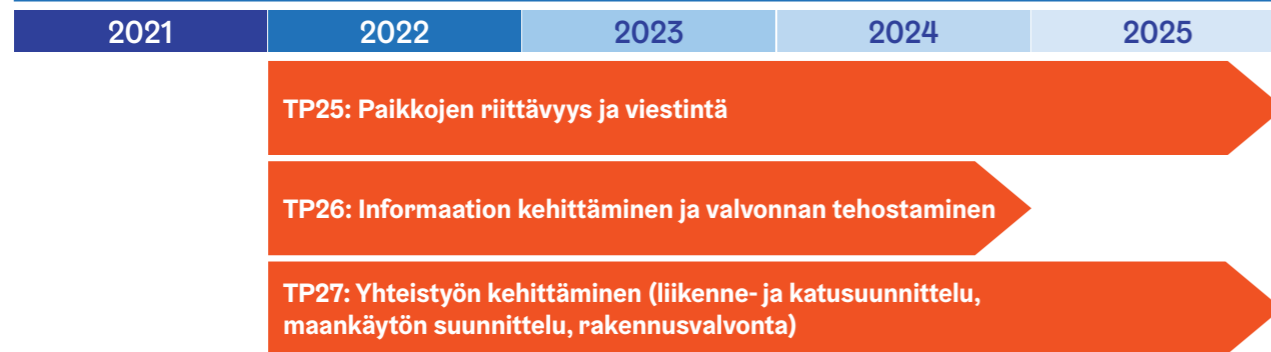 2021 2022 2023 2024 2025
TP25: Paikkojen riittävyys ja viestintä
TP26: Informaation kehittäminen ja valvonnan tehostaminen
TP27: Yhteistyön kehittäminen (liikenne- ja katusuunnittelu,
maankäytön suunnittelu, rakennusvalvonta)